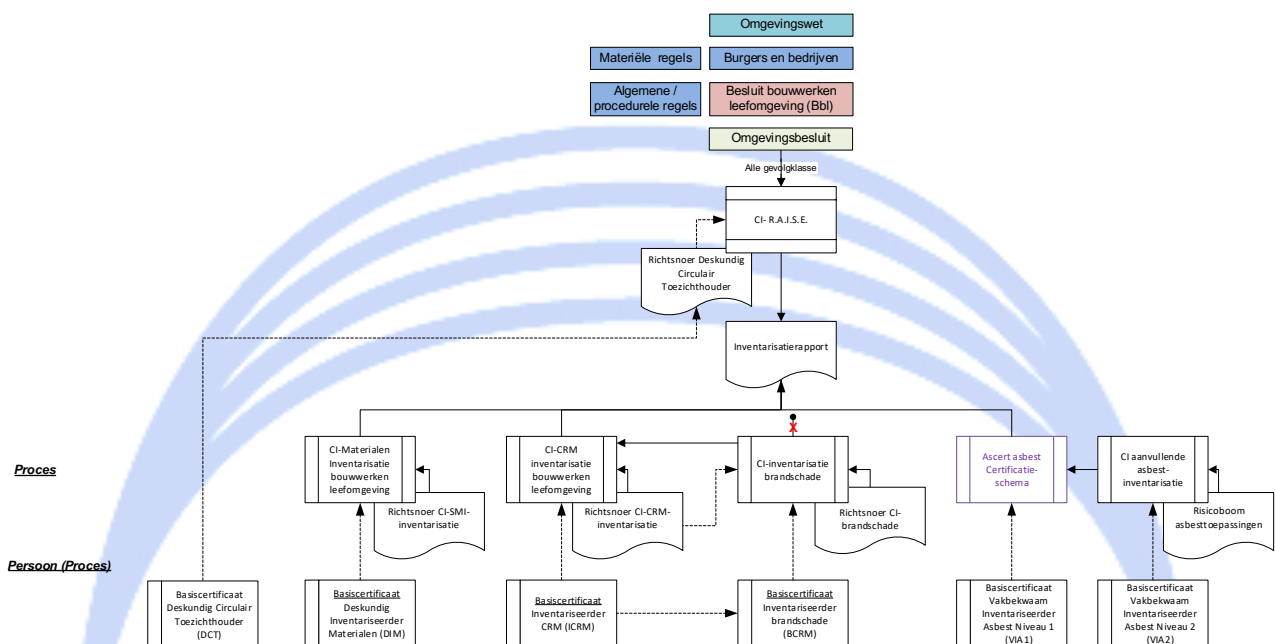 Omgevingswet
Materiële regels
Burgers en bedrijven
Algemene /
procedurele regels
Besluit bouwwerken
leefomgeving (Bbl)
Omgevingsbesluit
Alle gevolgklasse
CI- R.A.I.S.E.
Richtsnoer Deskundig
Circulair
Toezichthouder
Inventarisatierapport
X
Proces
CI-Materialen
Inventarisatie
bouwwerken
leefomgeving
CI-CRM
inventarisatie
bouwwerken
leefomgeving
CI-inventarisatie
brandschade
Ascert asbest
Certificatie-
schema
CI aanvullende
asbest-
inventarisatie
Richtsnoer CI-SMI-
inventarisatie
Richtsnoer CI-CRM-
inventarisatie
Richtsnoer CI-
brandschade
Risicoboom
asbesttoepassingen
Persoon (Proces)
Basiscertificaat
Deskundig Circulair
Toezichthouder
(DCT)
Basiscertificaat
Deskundig
Inventariseerder
Materialen (DIM)
Basiscertificaat
Inventariseerder
CRM (ICRM)
Basiscertificaat
Inventariseerder
brandschade
(BCRM)
Basiscertificaat
Vakbekwaam
Inventariseerder
Asbest Niveau 1
(VIA1)
Basiscertificaat
Vakbekwaam
Inventariseerder
Asbest Niveau 2
(VIA2)